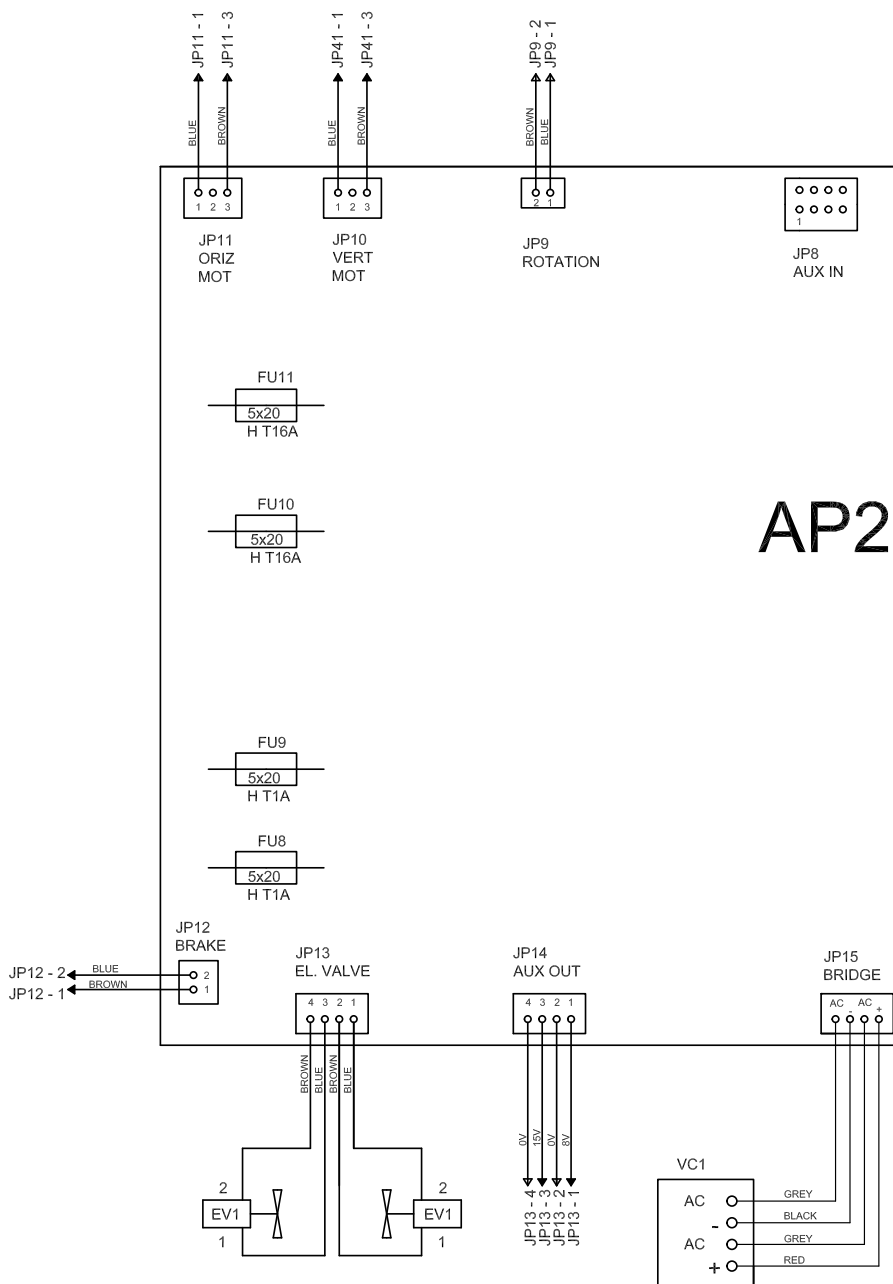 JP11 - 1
JP11 - 3
JP41 - 1
JP41 - 3
JP9 - 2
JP9 - 1
BLUE
BROWN
BLUE
BROWN
BROWN
BLUE
1 2 3
1 2 3
2 1
1
JP11
ORIZ
MOT
JP10
VERT
MOT
JP9
ROTATION
JP8
AUX IN
FU11
5x20
H T16A
FU10
5x20
H T16A
AP2
FU9
5x20
H T1A
FU8
5x20
H T1A
JP12
BRAKE
JP12 - 2
BLUE
2
JP12 - 1
BROWN
1
JP13
EL. VALVE
4 3 2 1
JP14
AUX OUT
4 3 2 1
JP15
BRIDGE
AC - AC +
BROWN
BLUE
BROWN
BLUE
0V
15V
0V
8V
JP13 - 4
JP13 - 3
JP13 - 2
JP13 - 1
2
EV1
1
2
EV1
1
VC1
AC
GREY
-
BLACK
AC
GREY
+
RED